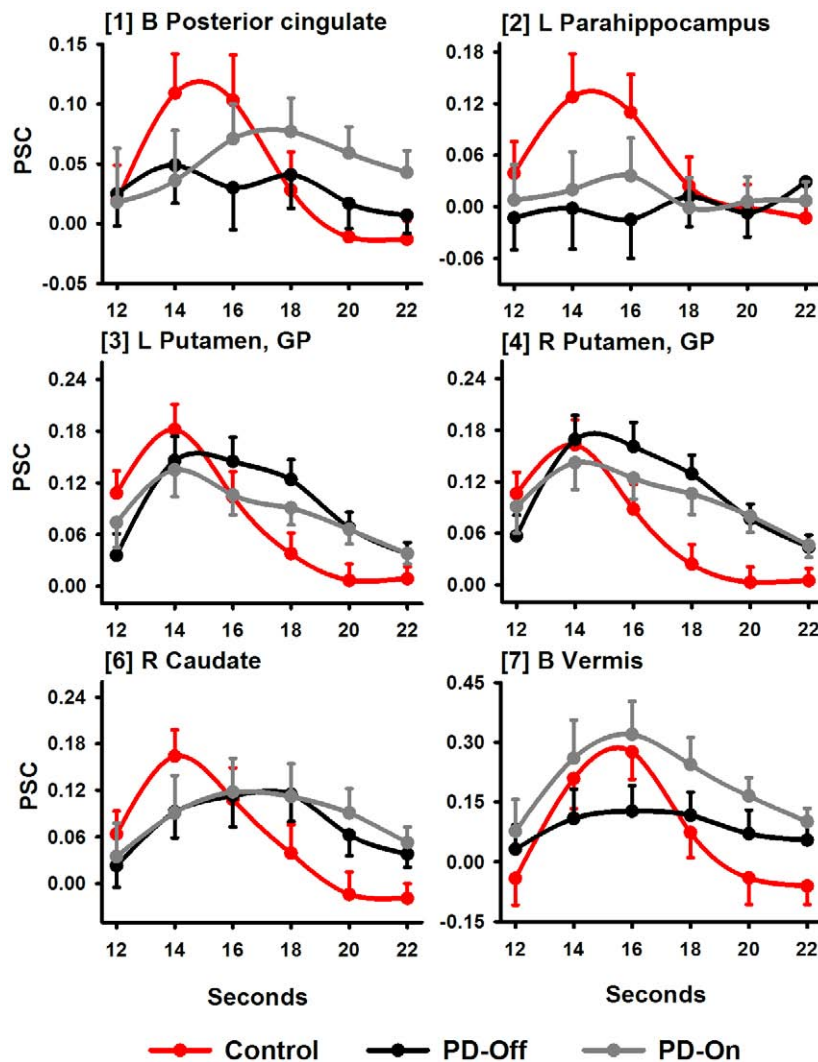 [1] B Posterior cingulate
[2] L Parahippocampus
PSC
0.15
0.10
0.05
0.00
-0.05
12 14 16 18 20 22
0.18
0.12
0.06
0.00
-0.06
12 14 16 18 20 22
[3] L Putamen, GP
[4] R Putamen, GP
PSC
0.24
0.18
0.12
0.06
0.00
12 14 16 18 20 22
0.24
0.18
0.12
0.06
0.00
12 14 16 18 20 22
[6] R Caudate
[7] B Vermis
PSC
0.24
0.18
0.12
0.06
0.00
12 14 16 18 20 22
0.45
0.30
0.15
0.00
-0.15
12 14 16 18 20 22
Seconds
Seconds
Control PD-Off PD-On